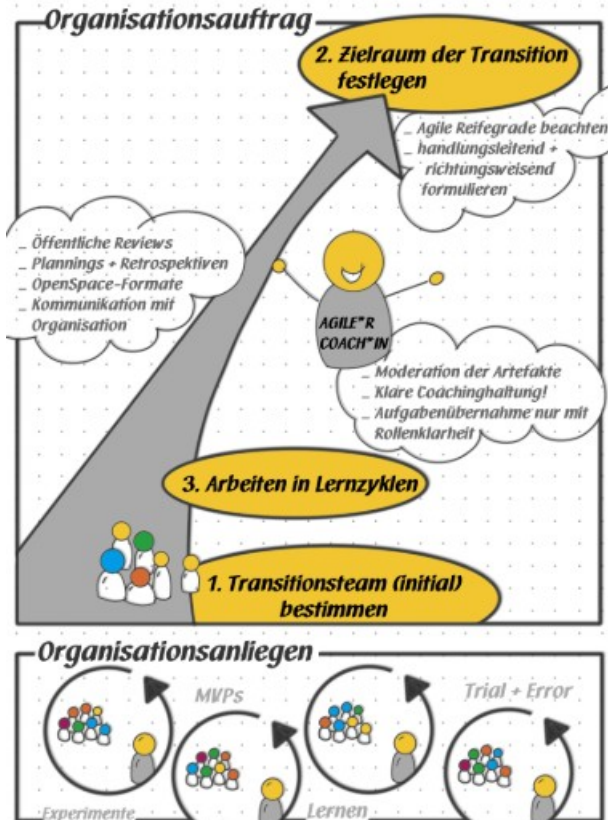 Organisationsauftrag
2. Zielraum der Transition
festlegen
_ Agile Reifegrade beachten
_ handlungsleitend +
richtungsweisend
formulieren
_ Öffentliche Reviews
_ Plannings + Retrospektiven
_ OpenSpace-Formate
_ Kommunikation mit
Organisation
AGILE*R
COACH*IN
_ Moderation der Artefakte
_ Klare Coachinghaltung!
_ Aufgabenübernahme nur mit
Rollenklarheit
3. Arbeiten in Lernzyklen
1. Transitionsteam (initial)
bestimmen
Organisationsanliegen
MVPs
Trial + Error
Experimente
Lernen